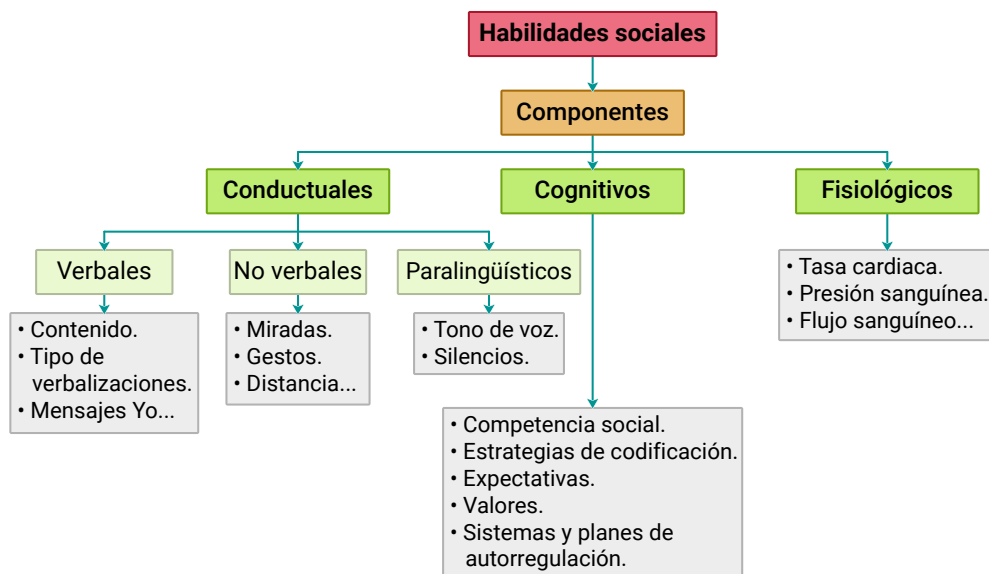 Habilidades sociales
Componentes
Conductuales
Cognitivos
Fisiológicos
Verbales
No verbales
Paralingüísticos
• Contenido.
• Tipo de
verbalizaciones.
• Mensajes Yo...
• Miradas.
• Gestos.
• Distancia...
• Tono de voz.
• Silencios.
• Tasa cardiaca.
• Presión sanguínea.
• Flujo sanguíneo...
• Competencia social.
• Estrategias de codificación.
• Expectativas.
• Valores.
• Sistemas y planes de
autorregulación.